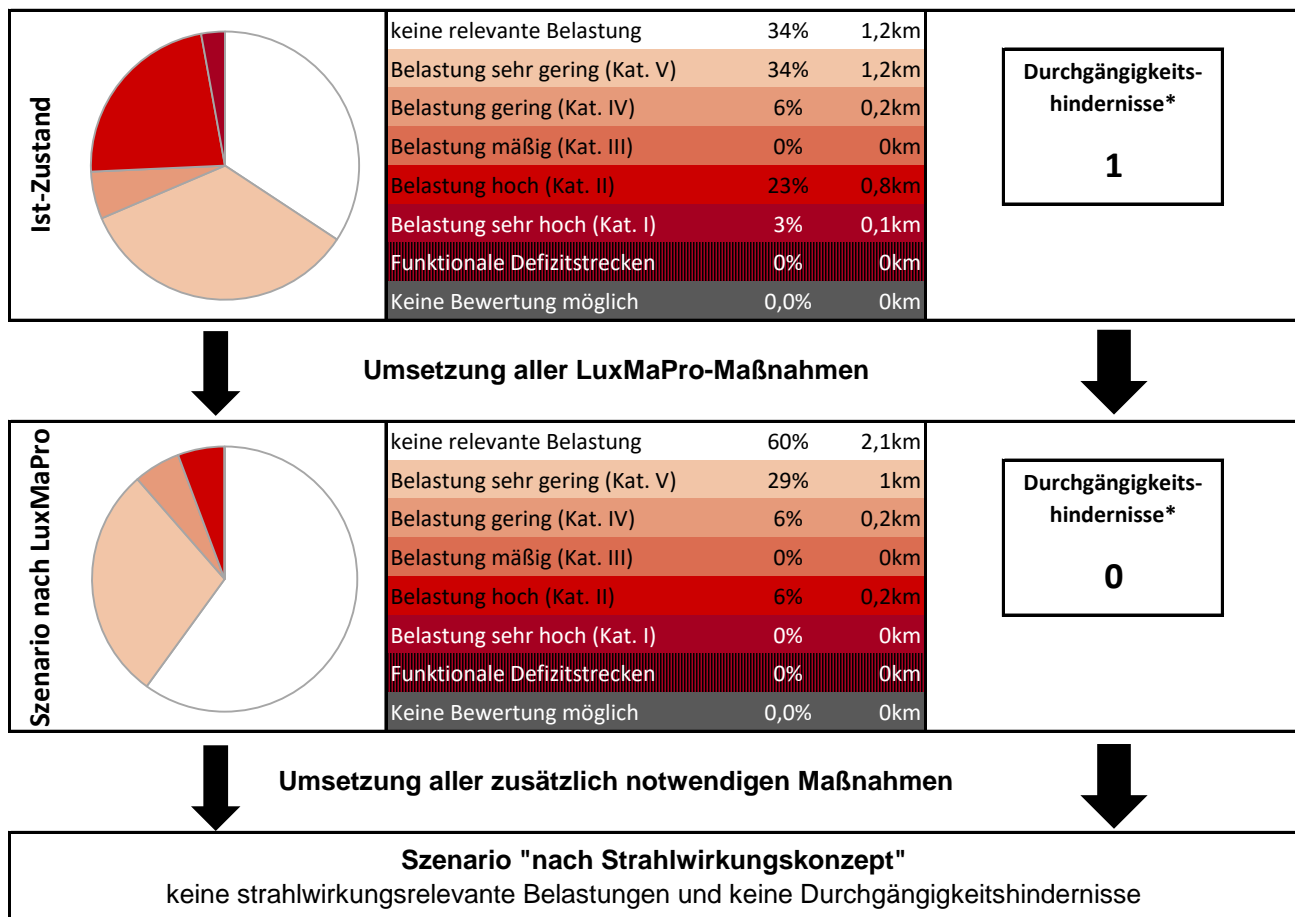 Ist-Zustand
keine relevante Belastung 34% 1,2km
Belastung sehr gering (Kat. V) 34% 1,2km
Belastung gering (Kat. IV) 6% 0,2km
Belastung mäßig (Kat. III) 0% 0km
Belastung hoch (Kat. II) 23% 0,8km
Belastung sehr hoch (Kat. I) 3% 0,1km
Funktionale Defizitstrecken 0% 0km
Keine Bewertung möglich 0,0% 0km
Durchgängigkeits-
hindernisse*
1
Umsetzung aller LuxMaPro-Maßnahmen
Szenario nach LuxMaPro
keine relevante Belastung 60% 2,1km
Belastung sehr gering (Kat. V) 29% 1km
Belastung gering (Kat. IV) 6% 0,2km
Belastung mäßig (Kat. III) 0% 0km
Belastung hoch (Kat. II) 6% 0,2km
Belastung sehr hoch (Kat. I) 0% 0km
Funktionale Defizitstrecken 0% 0km
Keine Bewertung möglich 0,0% 0km
Durchgängigkeits-
hindernisse*
0
Umsetzung aller zusätzlich notwendigen Maßnahmen
Szenario "nach Strahlwirkungskonzept"
keine strahlwirkungsrelevante Belastungen und keine Durchgängigkeitshindernisse